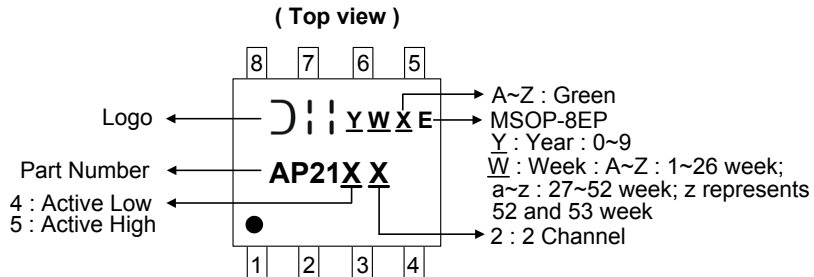 ( Top view )
8 7 6 5
Logo
Y W X E
A~Z : Green
MSOP-8EP
Y : Year : 0~9
W : Week : A~Z : 1~26 week;
a~z : 27~52 week; z represents
52 and 53 week
Part Number
AP21X X
4 : Active Low
5 : Active High
2 : 2 Channel
1 2 3 4